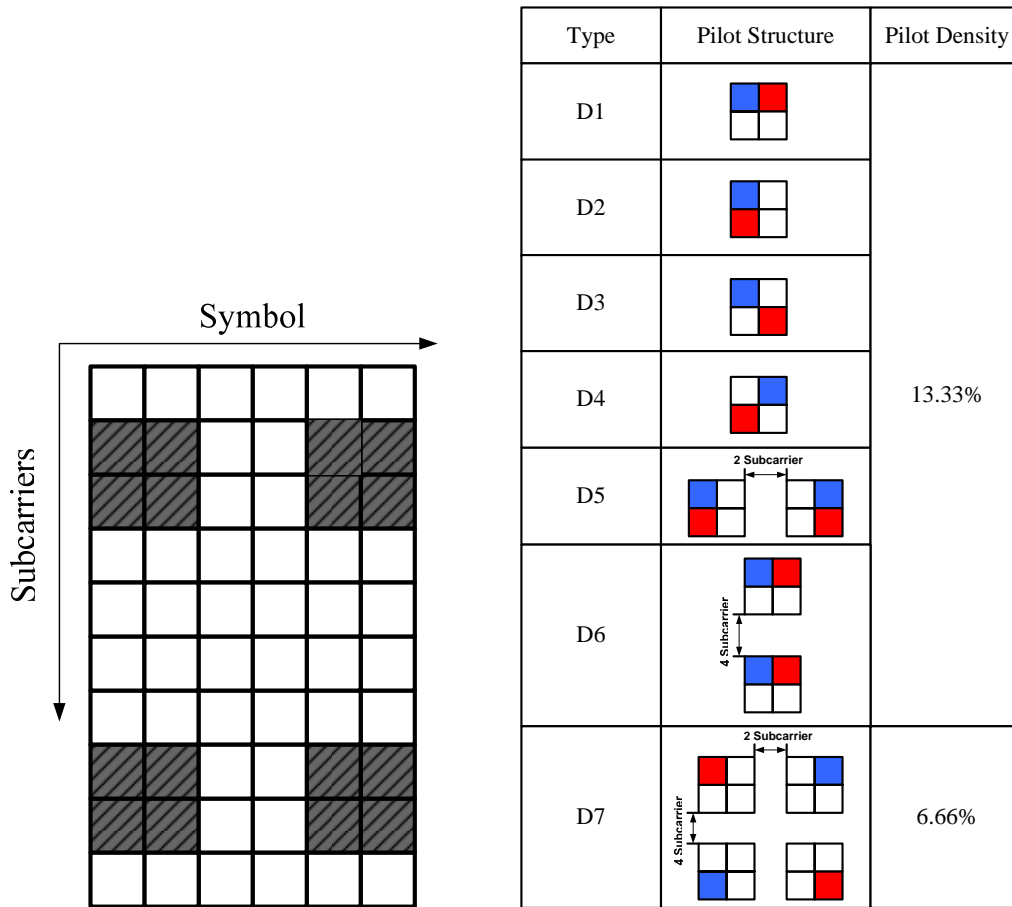 Symbol
Subcarriers
Type Pilot Structure Pilot Density
D1
D2
D3
D4
13.33%
2 Subcarrier
D5
D6
4 Subcarrier
2 Subcarrier
D7
4 Subcarrier
6.66%